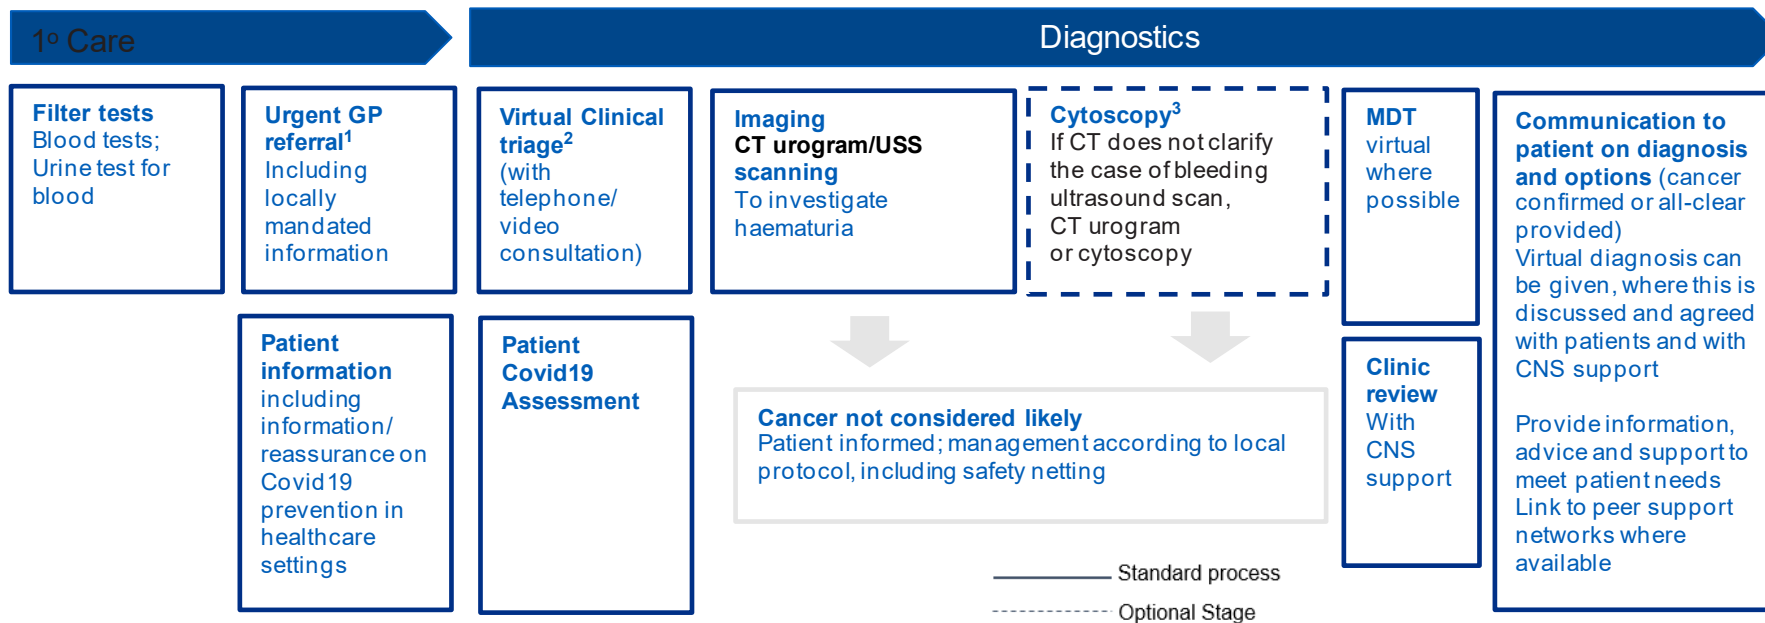 1º Care
Diagnostics
Filter tests
Blood tests;
Urine test for
blood
Urgent GP
referral1
Including
locally
mandated
information
Virtual Clinical
triage2
(with
telephone/
video
consultation)
Imaging
CT urogram/USS
scanning
To investigate
haematuria
Cytoscopy3
If CT does not clarify
the case of bleeding
ultrasound scan,
CT urogram
or cytoscopy
MDT
virtual
where
possible
Communication to
patient on diagnosis
and options (cancer
confirmed or all-clear
provided)
Virtual diagnosis can
be given, where this is
discussed and agreed
with patients and with
CNS support
Provide information,
advice and support to
meet patient needs
Link to peer support
networks where
available
Patient
information
including
information/
reassurance on
Covid19
prevention in
healthcare
settings
Patient
Covid19
Assessment
Cancer not considered likely
Patient informed; management according to local
protocol, including safety netting
Clinic
review
With
CNS
support
Standard process
Optional Stage